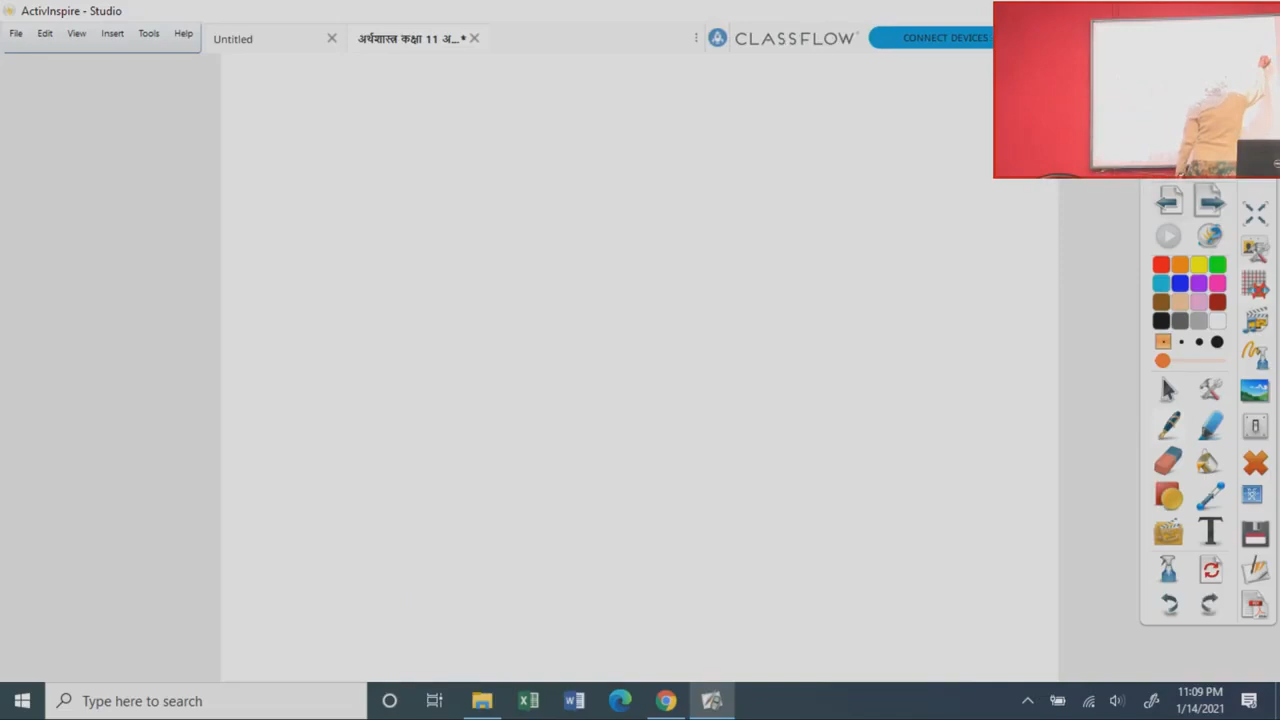 ActivInspire - Studio
File Edit View Insert Tools Help
Untitled
अर्थशास्त्र कक्षा 11 अ...*
CLASSFLOW
CONNECT DEVICES
T
Type here to search
11:09 PM
1/14/2021